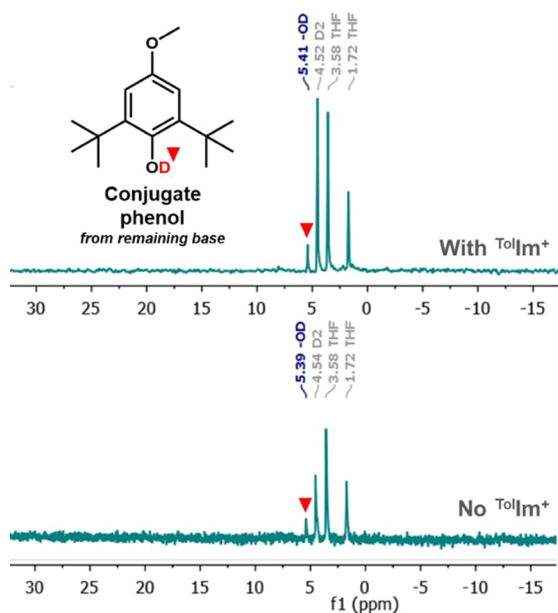 5.41 -OD
4.52 D2
3.58 THF
1.72 THF
O
OD
Conjugate
phenol
from remaining base
With TolIm+
30 25 20 15 10 5 0 -5 -10 -15
5.39 -OD
4.54 D2
3.58 THF
1.72 THF
No TolIm+
30 25 20 15 10 5 0 -5 -10 -15
f1 (ppm)